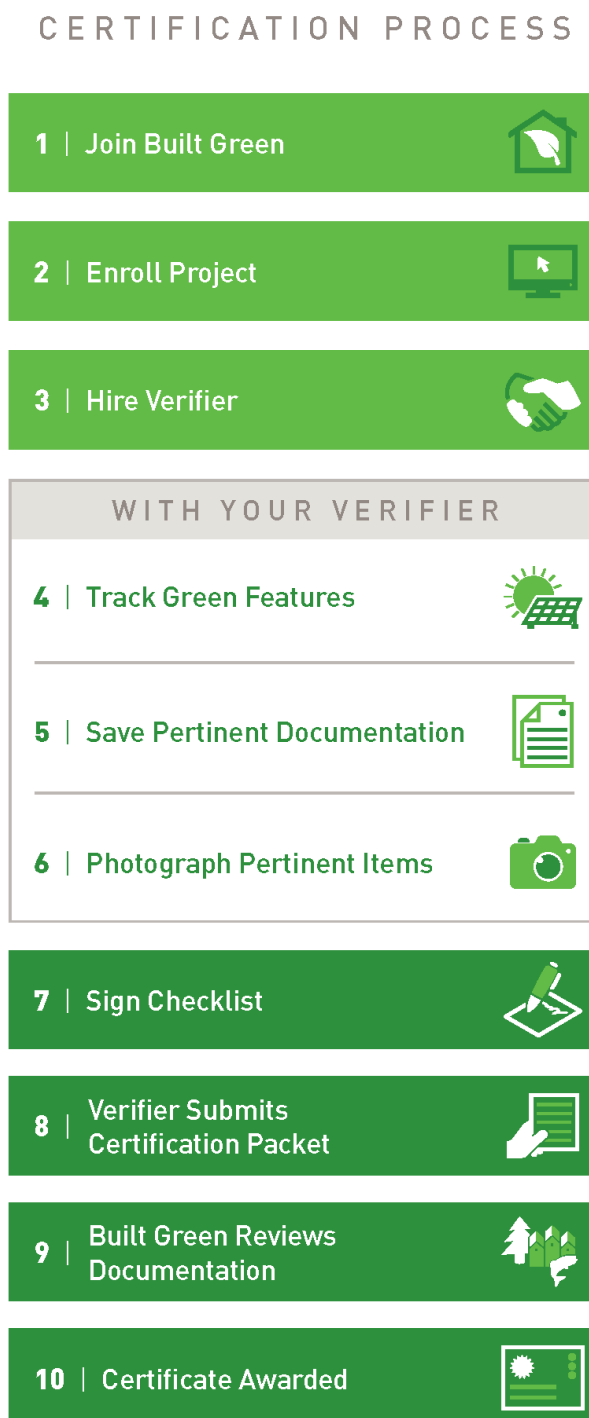 CERTIFICATION PROCESS
1 | Join Built Green
2 | Enroll Project
3 | Hire Verifier
WITH YOUR VERIFIER
4 | Track Green Features
5 | Save Pertinent Documentation
6 | Photograph Pertinent Items
7 | Sign Checklist
8 | Verifier Submits
Certification Packet
9 | Built Green Reviews
Documentation
10 | Certificate Awarded